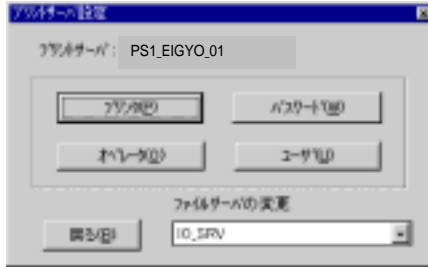 プリントサーバ設定
プリントサーバ: PS1_EIGYO_01
プリンタ(P)
パスワード(W)
オペレータ(O)
ユーザ(U)
ファイルサーバの変更
戻る(B)
IO_SRV